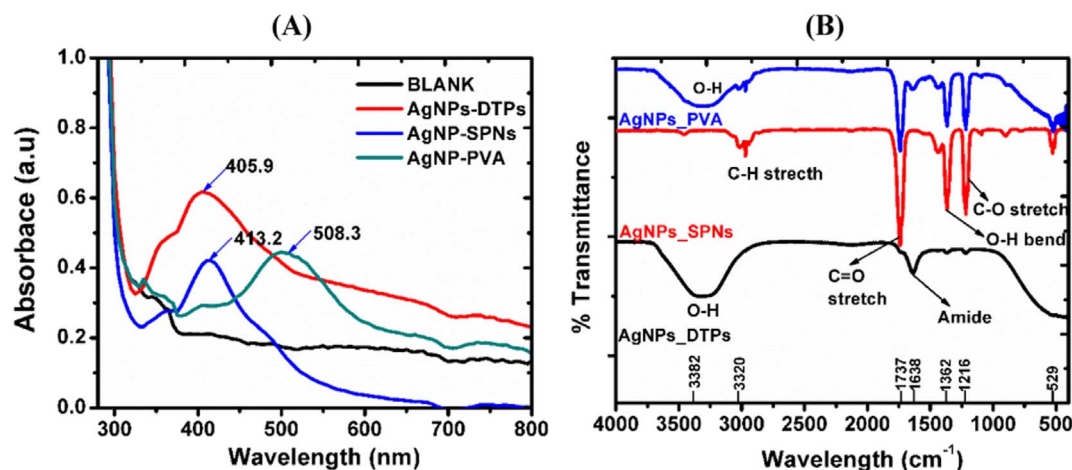 (A)
(B)
Absorbace (a.u)
1.0
0.8
0.6
0.4
0.2
0.0
BLANK
AgNPs-DTPs
AgNP-SPNs
AgNP-PVA
405.9
413.2
508.3
300 400 500 600 700 800
Wavelength (nm)
% Transmittance
O-H
AgNPs_PVA
C-H strecth
C-O stretch
AgNPs_SPNs
O-H bend
C=O
stretch
O-H
Amide
AgNPs_DTPs
3382
3320
1737
1638
1362
1216
529
4000 3500 3000 2500 2000 1500 1000 500
Wavelength (cm⁻¹)